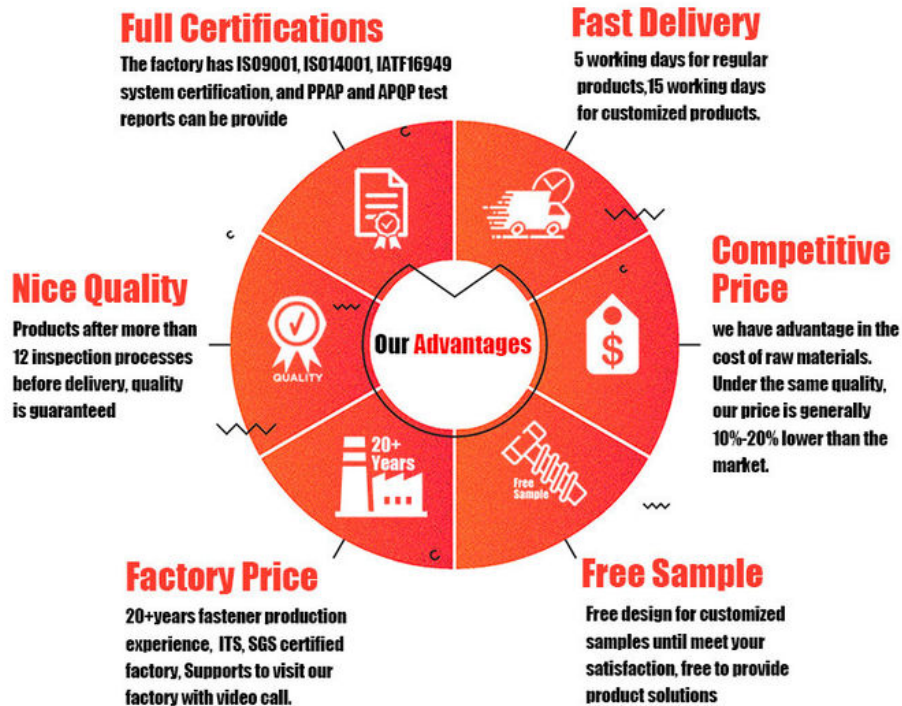 Full Certifications
The factory has ISO9001, ISO14001, IATF16949
system certification, and PPAP and APQP test
reports can be provide
Fast Delivery
5 working days for regular
products,15 working days
for customized products.
Nice Quality
Products after more than
12 inspection processes
before delivery, quality
is guaranteed
QUALITY
Our Advantages
$
Competitive
Price
we have advantage in the
cost of raw materials.
Under the same quality,
our price is generally
10%-20% lower than the
market.
20+
Years
Free
Sample
Factory Price
20+years fastener production
experience, ITS, SGS certified
factory, Supports to visit our
factory with video call.
Free Sample
Free design for customized
samples until meet your
satisfaction, free to provide
product solutions